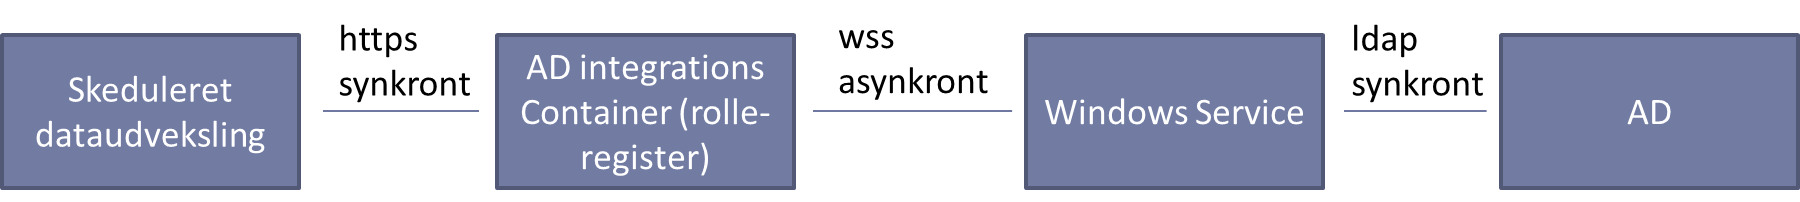 Skeduleret
dataudveksling
https
synkront
AD integrations
Container (rolle-
register)
wss
asynkront
Windows Service
ldap
synkront
AD